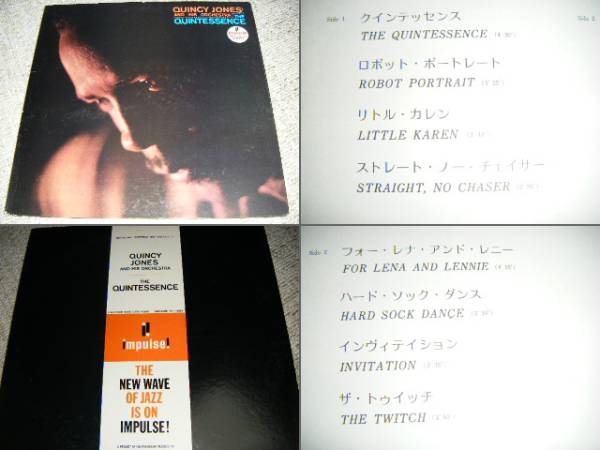 QUINCY JONES
AND HIS ORCHESTRA THE
QUINTESSENCE
Side 1
クインテッセンス
THE QUINTESSENCE
ロボット・ポートレート
ROBOT PORTRAIT
リトル・カレン
LITTLE KAREN
ストレート・ノー・チェイサー
STRAIGHT, NO CHASER
QUINCY
JONES
AND HIS ORCHESTRA
THE
QUINTESSENCE
impulse!
THE
NEW WAVE
OF JAZZ
IS ON
IMPULSE!
Side 2
フォー・レナ・アンド・レニー
FOR LENA AND LENNIE
ハード・ソック・ダンス
HARD SOCK DANCE
インヴィテイション
INVITATION
ザ・トゥイッチ
THE TWITCH